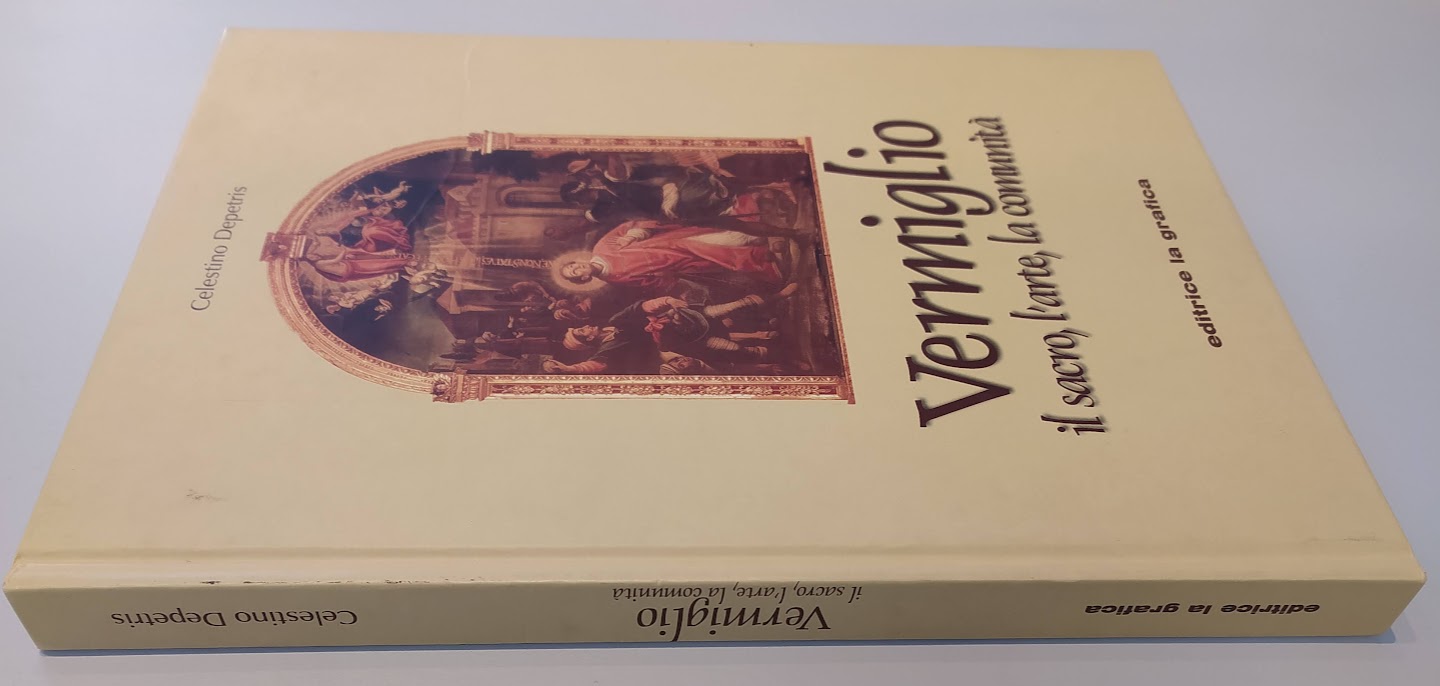 Celestino Depetris
Vermiglio
il sacro, l'arte, la comunità
editrice la grafica
Celestino Depetris
Vermiglio
il sacro, l'arte, la comunità
editrice la grafica